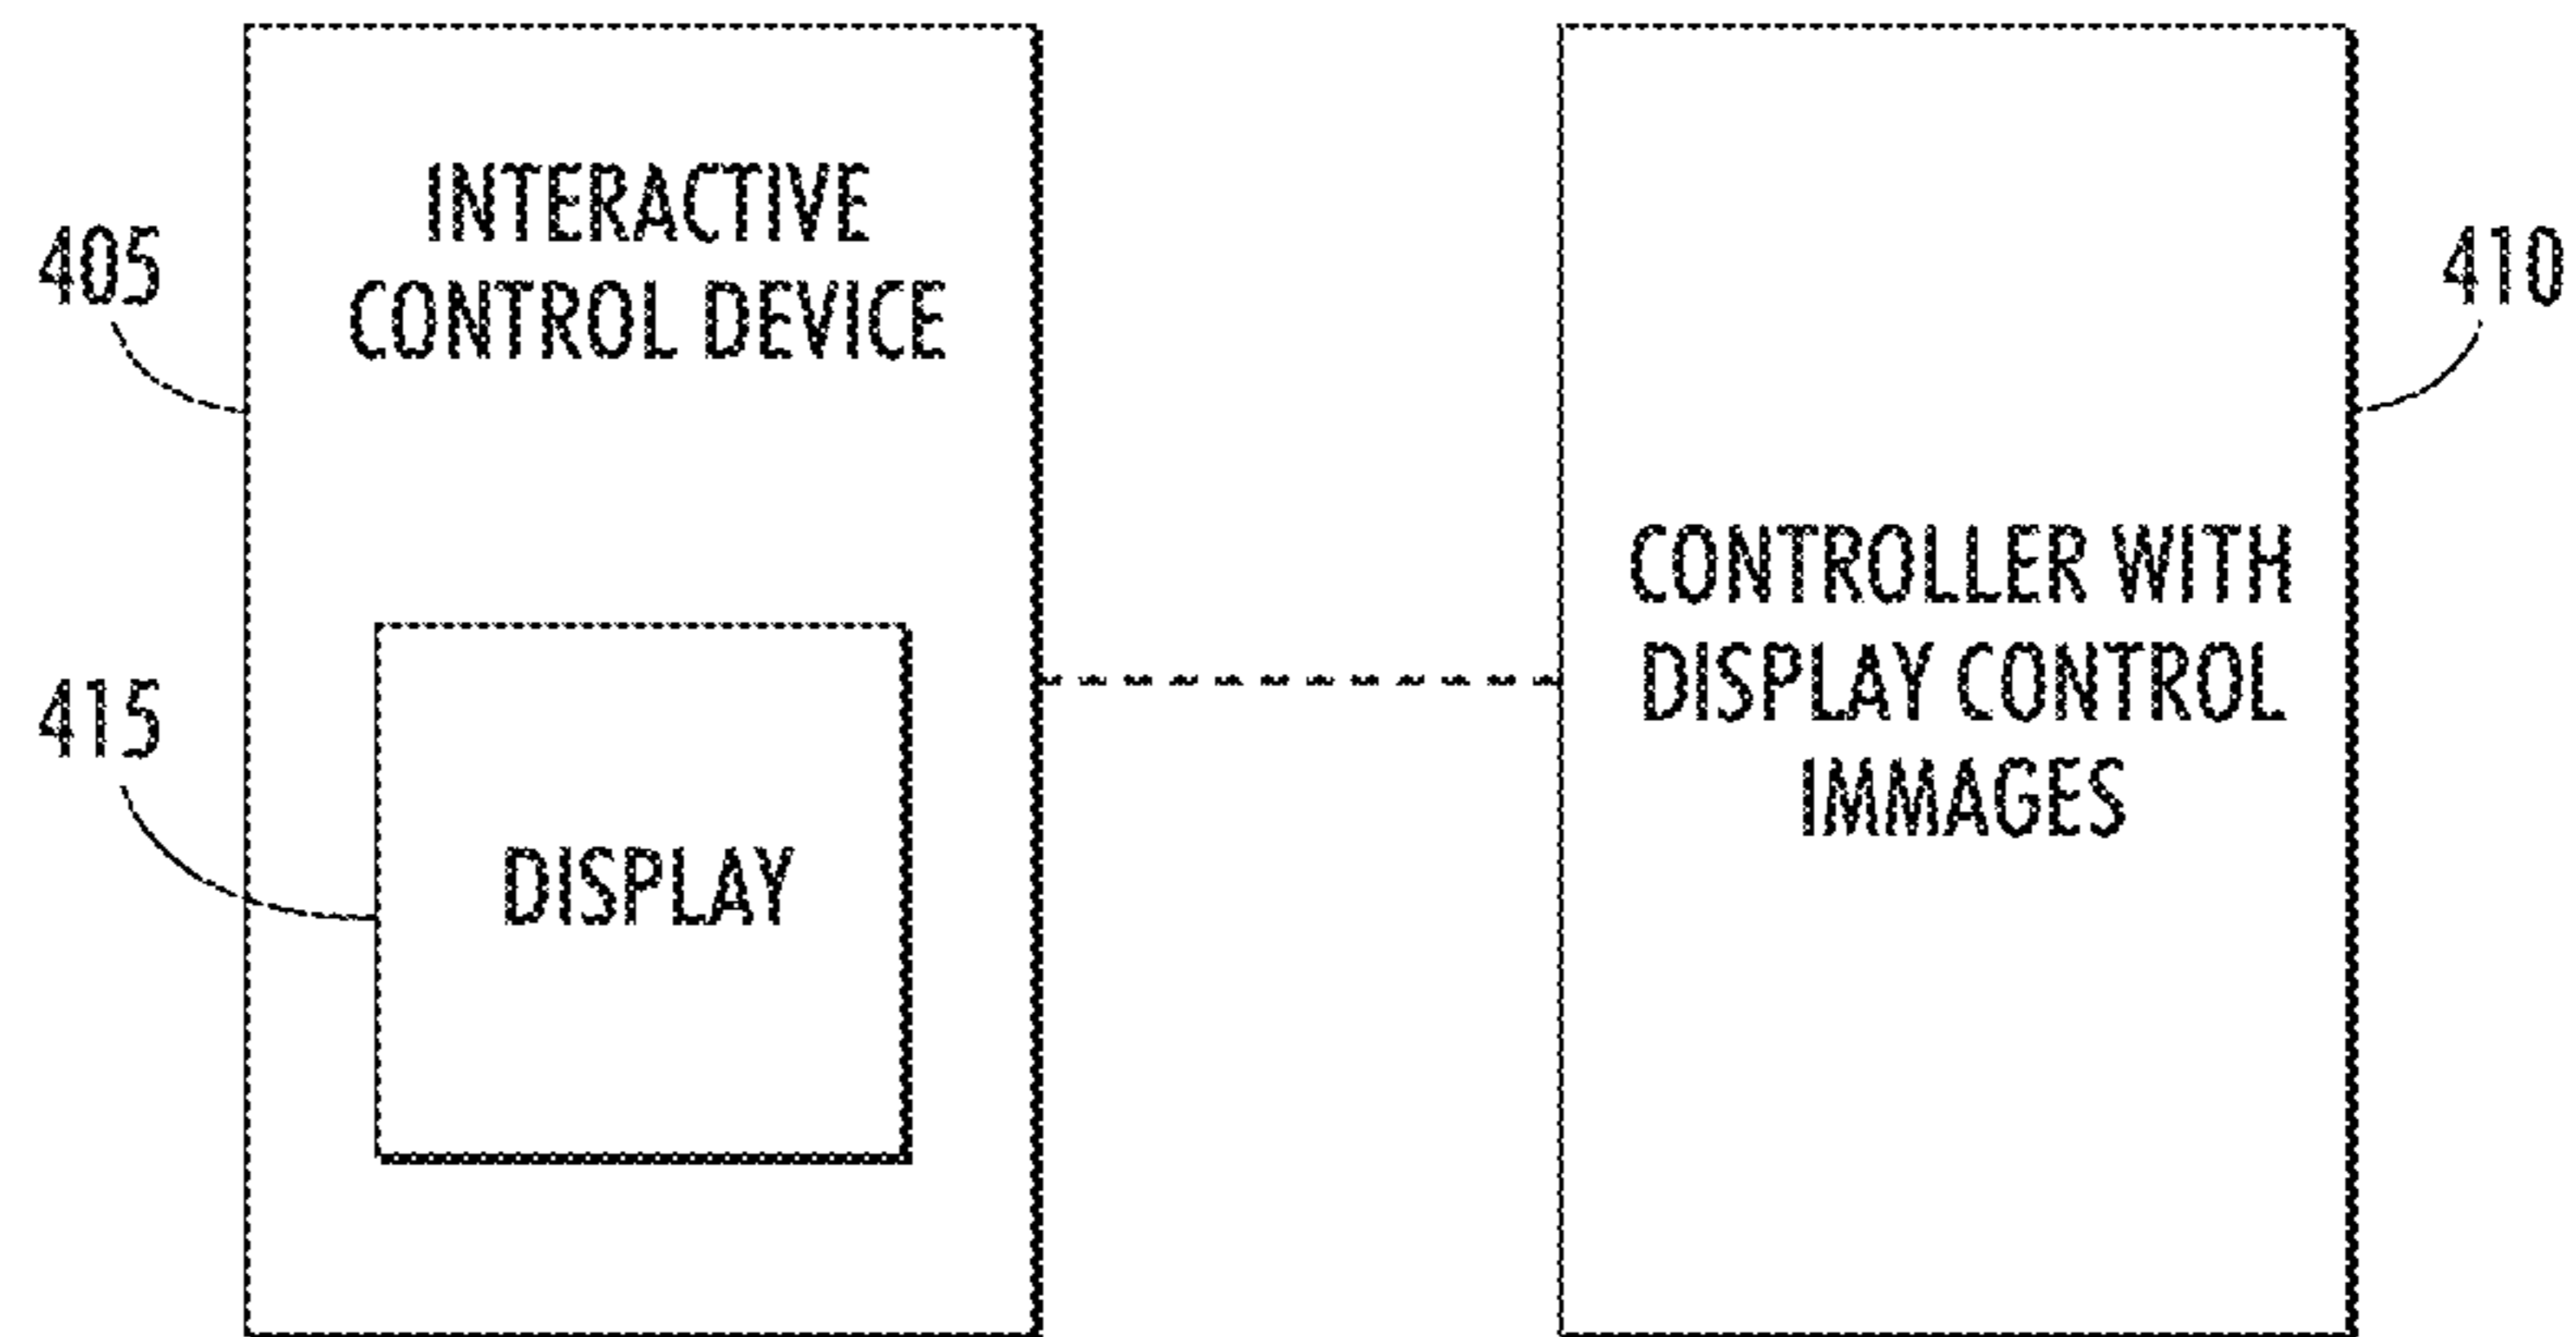 405
INTERACTIVE
CONTROL DEVICE
415
DISPLAY
410
CONTROLLER WITH
DISPLAY CONTROL
IMMAGES